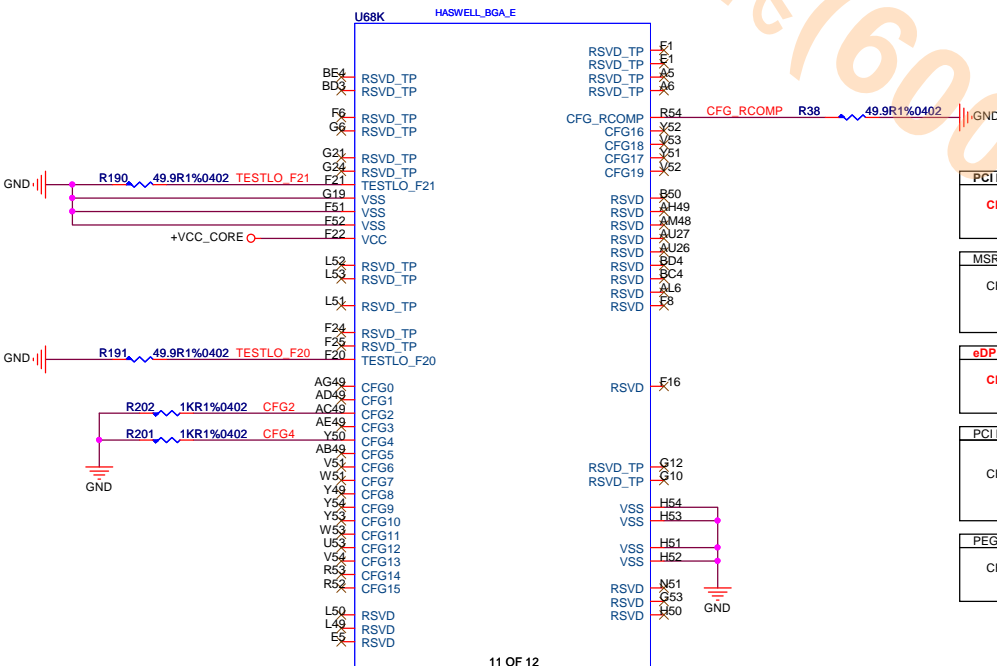 U68K
HASWELL_BGA_E
BE4 RSVD_TP
BD3 RSVD_TP
F6 RSVD_TP
G6 RSVD_TP
G21 RSVD_TP
G24 RSVD_TP
GND R190 49.9R1%0402 TESTLO_F21 F21 TESTLO_F21
G19 VSS
F51 VSS
F52 VSS
+VCC_CORE F22 VCC
L52 RSVD_TP
L53 RSVD_TP
L51 RSVD_TP
F24 RSVD_TP
F25 RSVD_TP
GND R191 49.9R1%0402 TESTLO_F20 F20 TESTLO_F20
AG49 CFG0
AD49 CFG1
R202 1KR1%0402 CFG2 AC49 CFG2
AE49 CFG3
R201 1KR1%0402 CFG4 Y50 CFG4
AB49 CFG5
V51 CFG6
W51 CFG7
Y49 CFG8
Y54 CFG9
Y53 CFG10
W53 CFG11
U53 CFG12
V54 CFG13
R53 CFG14
R52 CFG15
GND
L50 RSVD
L49 RSVD
E5 RSVD
RSVD_TP F1
RSVD_TP E1
RSVD_TP A5
RSVD_TP A6
CFG_RCOMP R54 CFG_RCOMP R38 49.9R1%0402 GND
CFG16 Y52
CFG18 V53
CFG17 Y51
CFG19 V52
RSVD B50
RSVD AH49
RSVD AM48
RSVD AU27
RSVD AU26
RSVD BD4
RSVD BC4
RSVD AL6
RSVD F8
RSVD F16
RSVD_TP G12
RSVD_TP G10
VSS H54
VSS H53
VSS H51
VSS H52
RSVD N51
RSVD G53
RSVD H50
GND
11 OF 12
PCI
MSR
eDP
PCI
PEG
(600